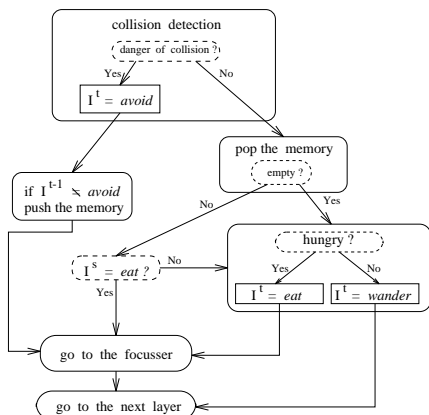 collision detection
danger of collision ?
Yes
No
I^t = avoid
pop the memory
empty ?
if I^t-1 ≠ avoid
push the memory
No
Yes
hungry ?
I^s = eat ?
No
Yes
No
Yes
I^t = eat
I^t = wander
go to the focusser
go to the next layer